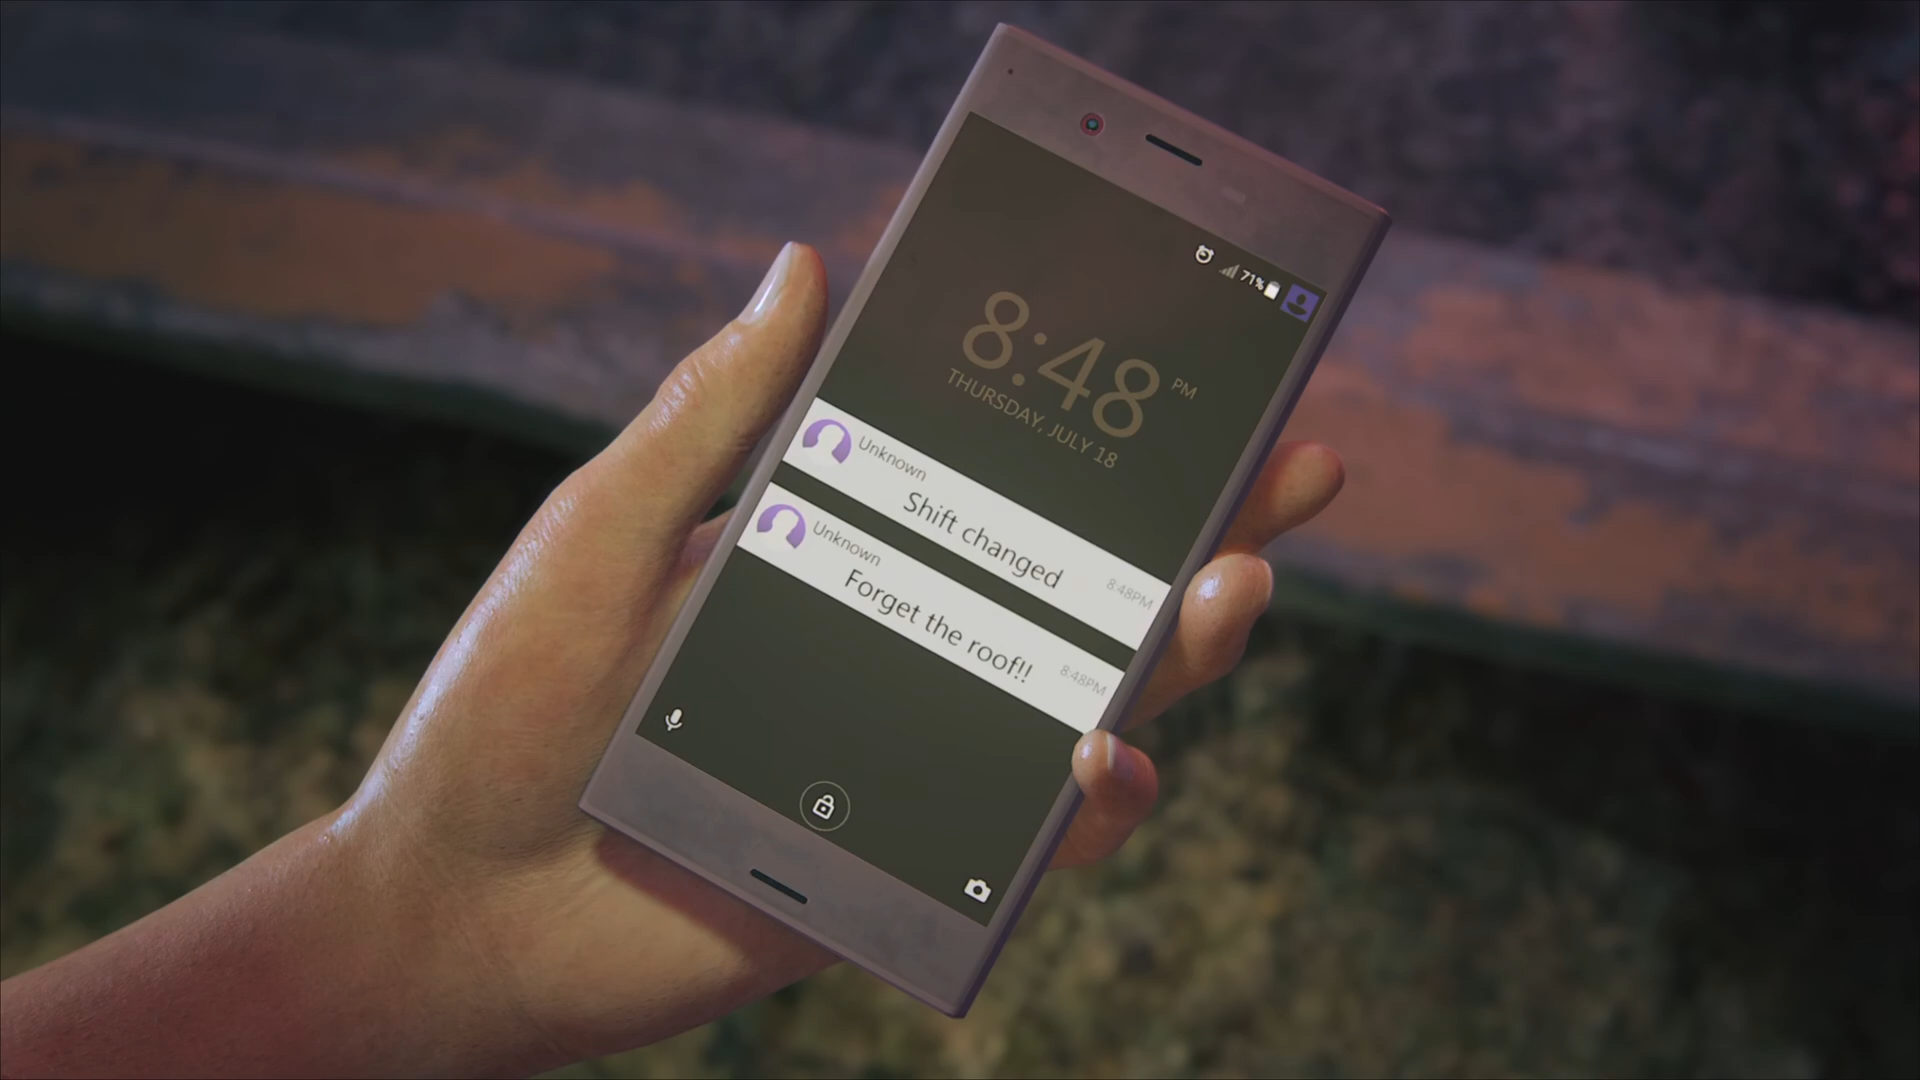 71%
8:48 PM
THURSDAY, JULY 18
Unknown
Shift changed
8:48PM
Unknown
Forget the roof!!
8:48PM